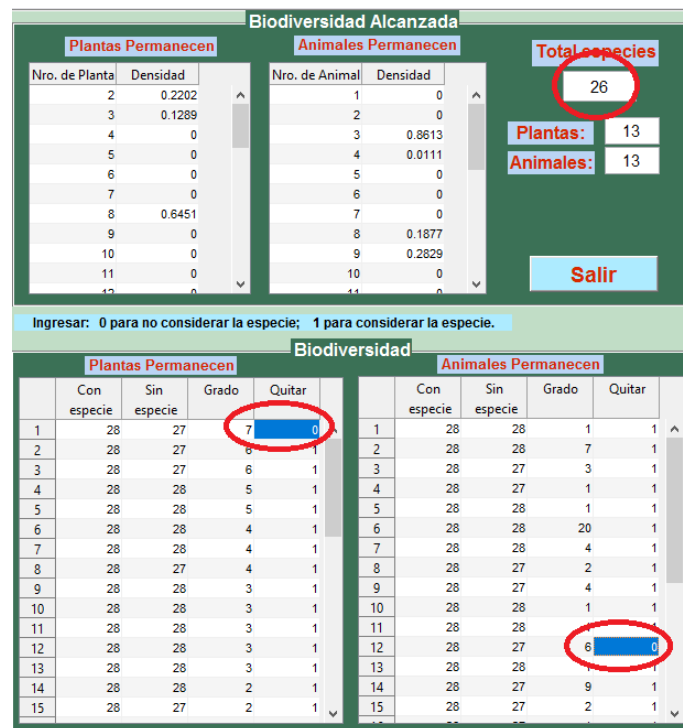 Biodiversidad Alcanzada
Plantas Permanecen
Nro. de Planta Densidad
2 0.2202
3 0.1289
4 0
5 0
6 0
7 0
8 0.6451
9 0
10 0
11 0
12 0
Animales Permanecen
Nro. de Animal Densidad
1 0
2 0
3 0.8613
4 0.0111
5 0
6 0
7 0
8 0.1877
9 0.2829
10 0
11 0
Total especies
26
Plantas: 13
Animales: 13
Salir
Ingresar: 0 para no considerar la especie; 1 para considerar la especie.
Biodiversidad
Plantas Permanecen
Con especie Sin especie Grado Quitar
1 28 27 7 0
2 28 27 6 1
3 28 27 6 1
4 28 28 5 1
5 28 28 5 1
6 28 28 4 1
7 28 28 4 1
8 28 27 4 1
9 28 28 3 1
10 28 28 3 1
11 28 28 3 1
12 28 28 3 1
13 28 28 3 1
14 28 28 2 1
15 28 27 2 1
Animales Permanecen
Con especie Sin especie Grado Quitar
1 28 28 1 1
2 28 28 7 1
3 28 27 3 1
4 28 27 1 1
5 28 28 1 1
6 28 28 20 1
7 28 28 4 1
8 28 27 2 1
9 28 27 4 1
10 28 28 1 1
11 28 28 1
12 28 27 6 0
13 28 28 1
14 28 27 9 1
15 28 27 2 1